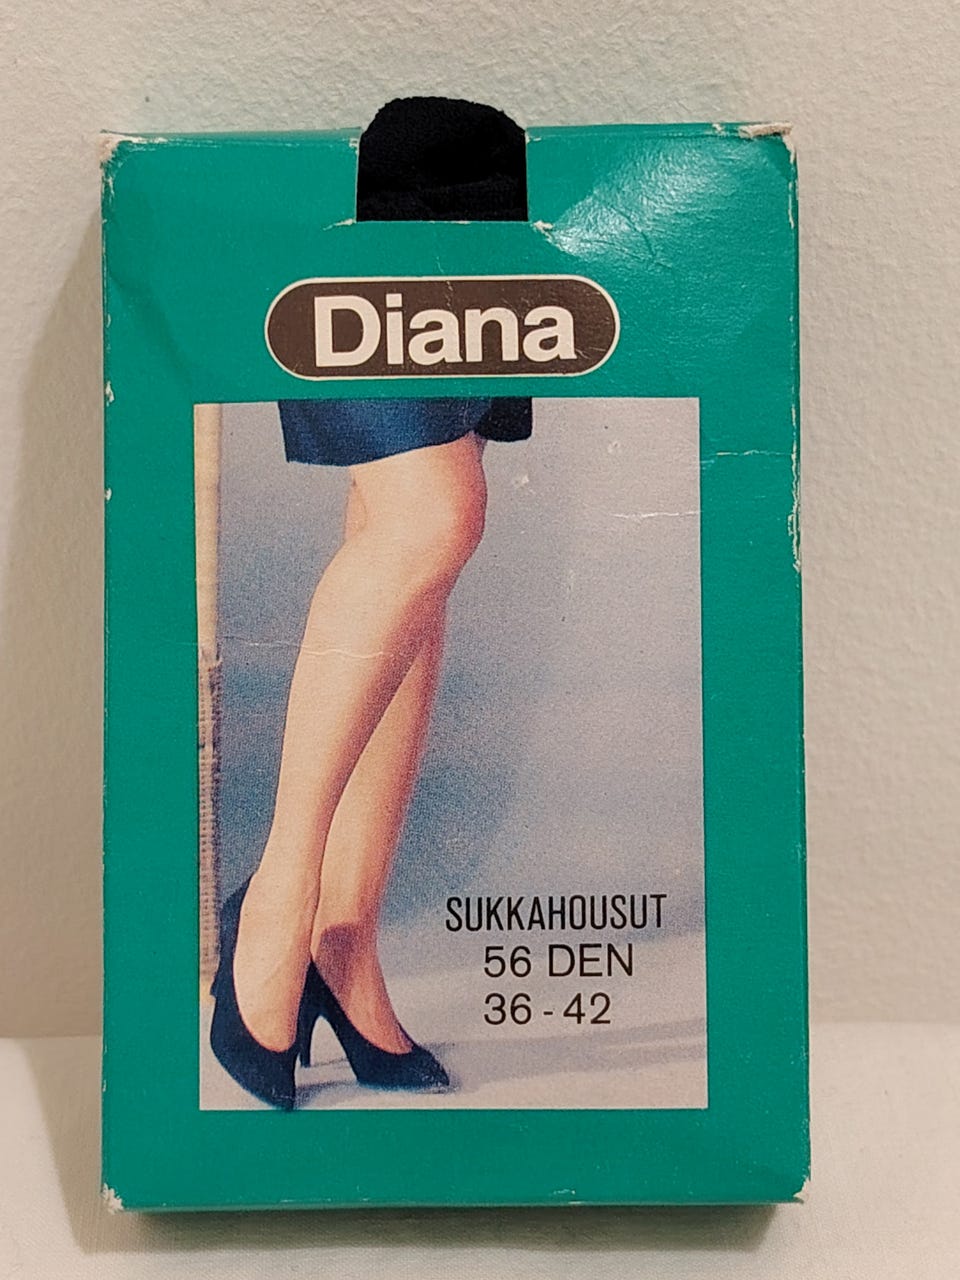 Diana
SUKKAHOUSUT
56 DEN
36 - 42